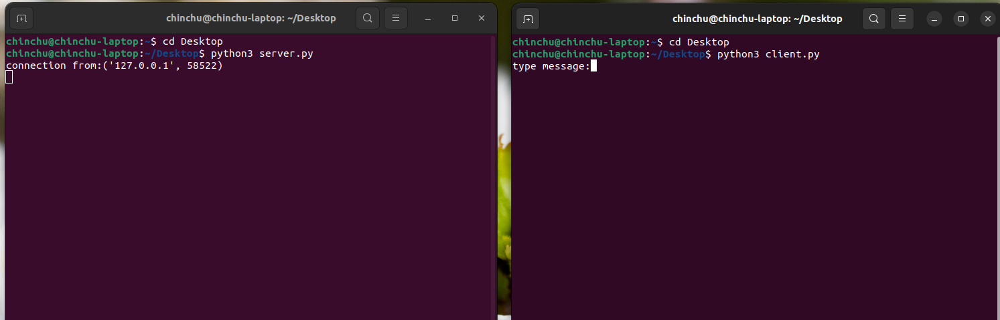 chinchu@chinchu-laptop: ~/Desktop
chinchu@chinchu-laptop:~$ cd Desktop
chinchu@chinchu-laptop:~/Desktop$ python3 server.py
connection from:('127.0.0.1', 58522)
chinchu@chinchu-laptop: ~/Desktop
chinchu@chinchu-laptop:~$ cd Desktop
chinchu@chinchu-laptop:~/Desktop$ python3 client.py
type message: